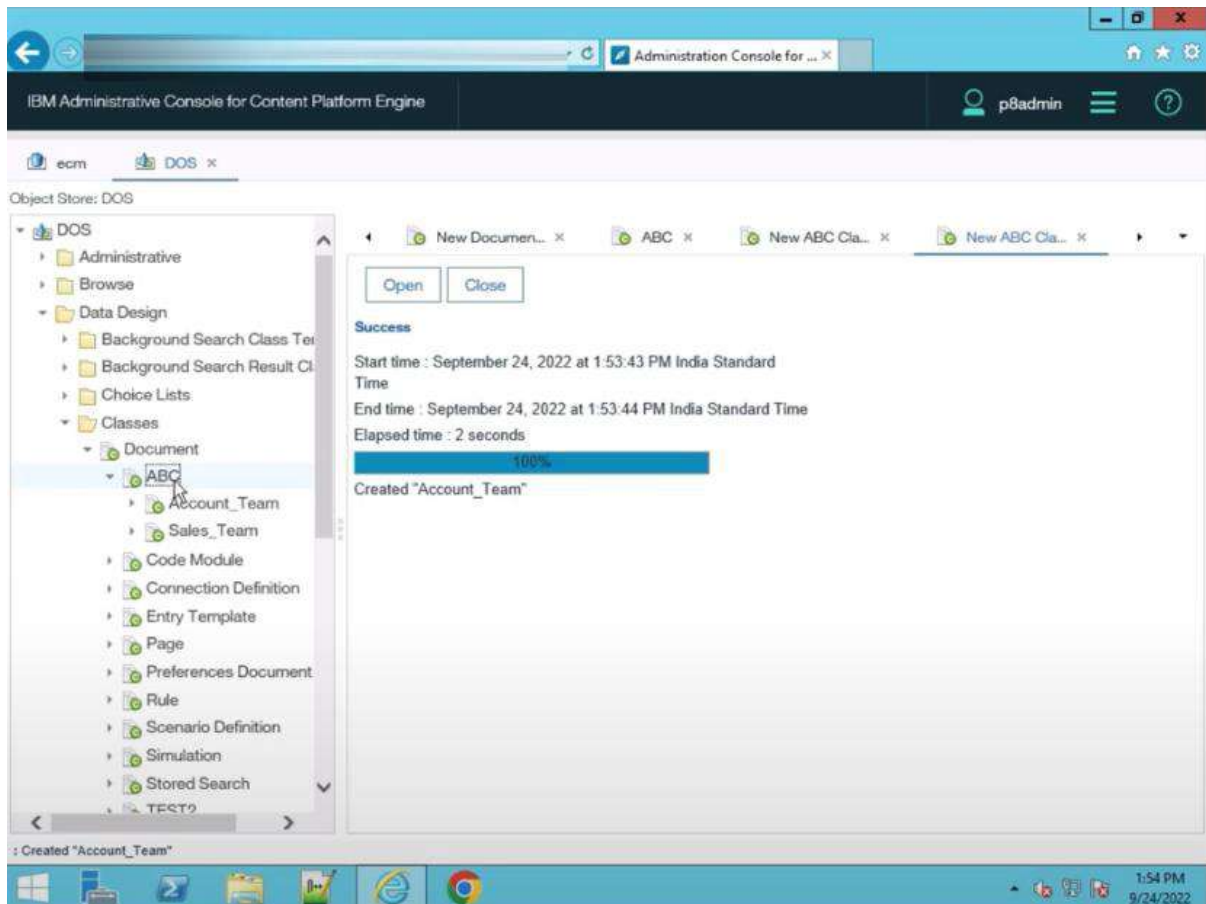 Administration Console for ...
IBM Administrative Console for Content Platform Engine
p8admin
ecm
DOS
Object Store: DOS
DOS
Administrative
Browse
Data Design
Background Search Class Ter
Background Search Result Cl
Choice Lists
Classes
Document
ABC
Account_Team
Sales_Team
Code Module
Connection Definition
Entry Template
Page
Preferences Document
Rule
Scenario Definition
Simulation
Stored Search
TEST2
New Documen...
ABC
New ABC Cla...
New ABC Cla...
Open
Close
Success
Start time : September 24, 2022 at 1:53:43 PM India Standard
Time
End time : September 24, 2022 at 1:53:44 PM India Standard Time
Elapsed time : 2 seconds
100%
Created "Account_Team"
: Created "Account_Team"
1:54 PM
9/24/2022